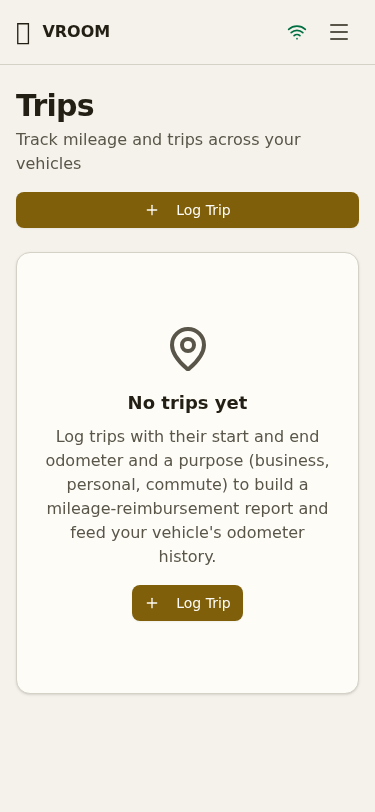 VROOM
Trips
Track mileage and trips across your
vehicles
Log Trip
No trips yet
Log trips with their start and end
odometer and a purpose (business,
personal, commute) to build a
mileage-reimbursement report and
feed your vehicle's odometer
history.
Log Trip